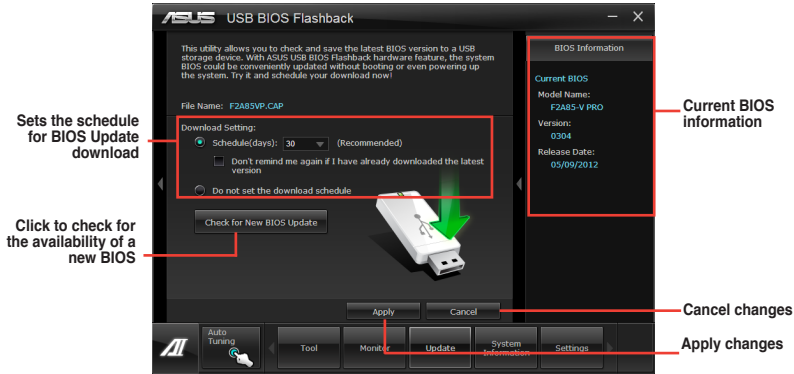 ASUS USB BIOS Flashback
This utility allows you to check and save the latest BIOS version to a USB
storage device. With ASUS USB BIOS Flashback hardware feature, the system
BIOS could be conveniently updated without booting or even powering up
the system. Try it and schedule your download now!
File Name: F2A85VP.CAP
Download Setting:
Schedule(days): 30 (Recommended)
Don't remind me again if I have already downloaded the latest
version
Do not set the download schedule
Check for New BIOS Update
Apply
Cancel
BIOS Information
Current BIOS
Model Name:
F2A85-V PRO
Version:
0304
Release Date:
05/09/2012
Auto
Tuning
Tool
Monitor
Update
System
Information
Settings
Sets the schedule
for BIOS Update
download
Click to check for
the availability of a
new BIOS
Current BIOS
information
Cancel changes
Apply changes